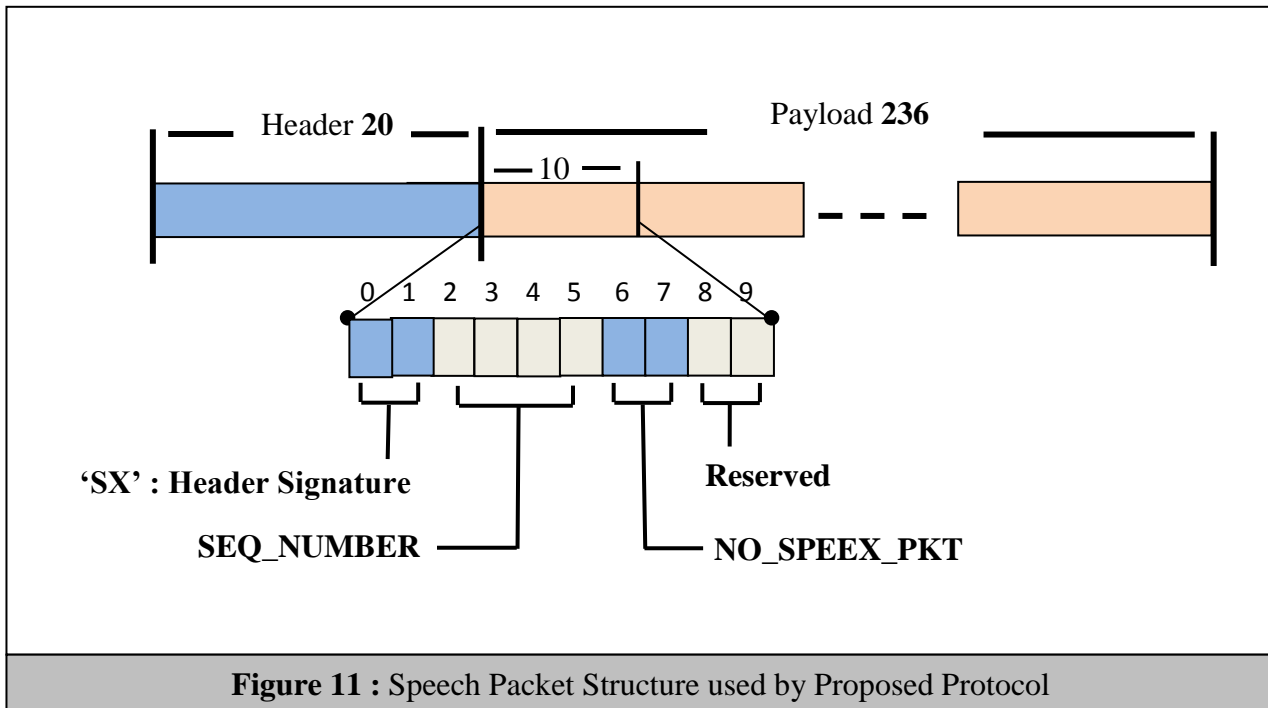 Header 20
Payload 236
10
0 1 2 3 4 5 6 7 8 9
‘SX’ : Header Signature
Reserved
SEQ_NUMBER
NO_SPEEX_PKT
Figure 11 : Speech Packet Structure used by Proposed Protocol